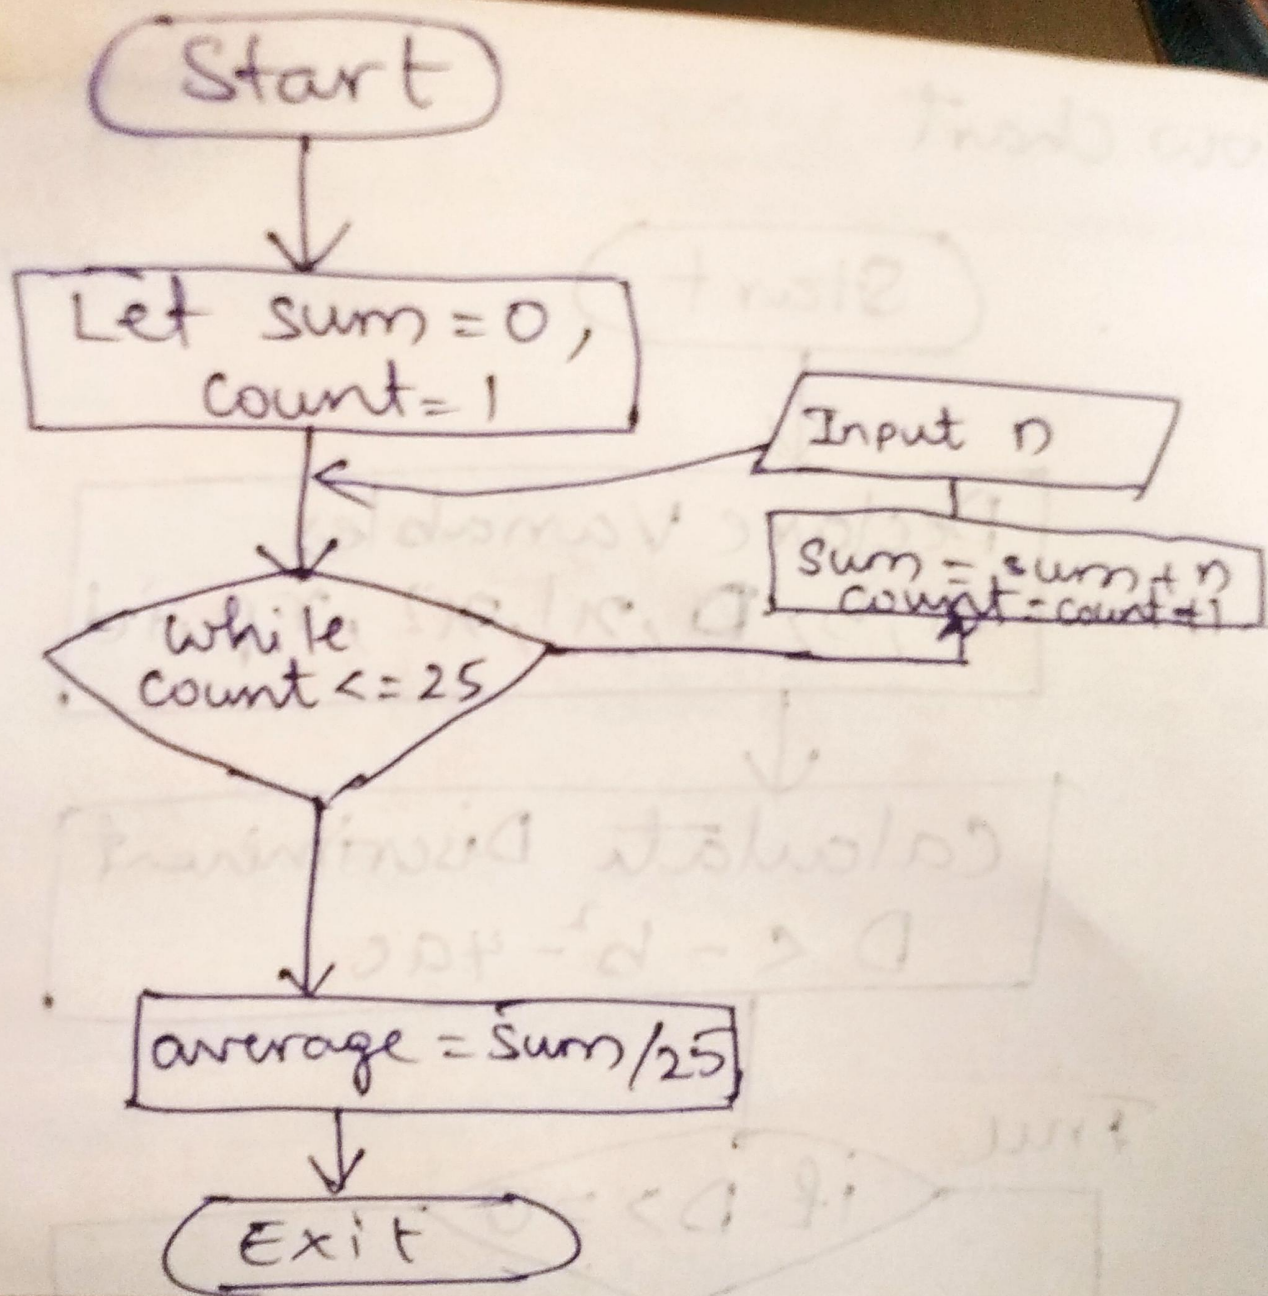 Start
Let sum = 0,
count = 1
Input n
sum = sum + n
count = count + 1
while
count <= 25
average = sum/25
Exit